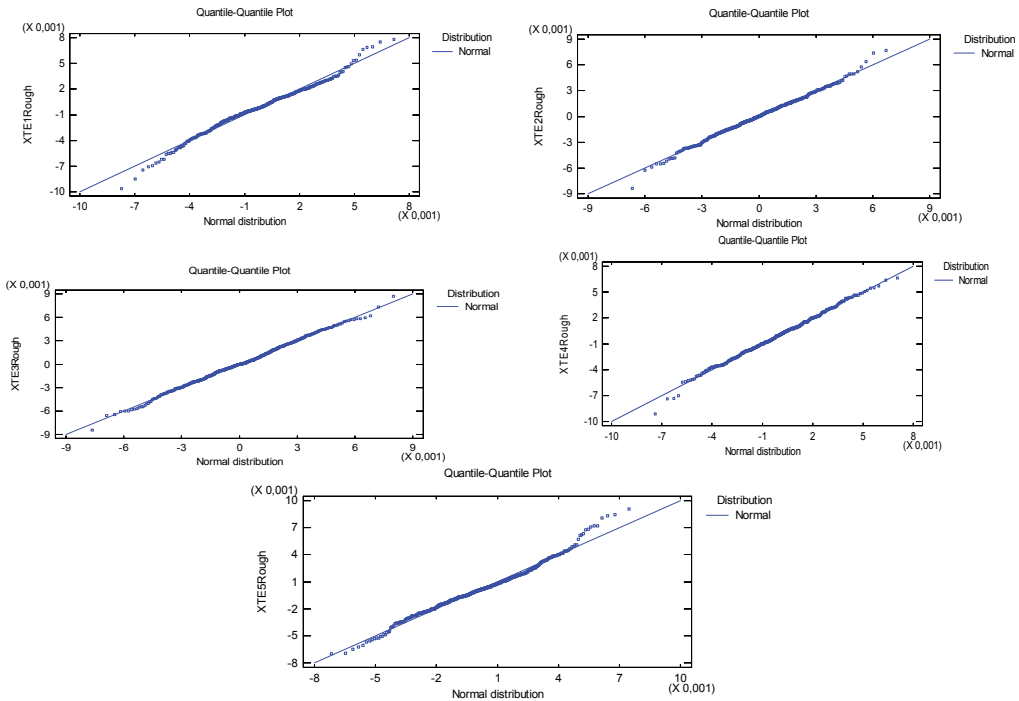 Quantile-Quantile Plot
(X 0,001)
Distribution
Normal
8
5
2
-1
-4
-7
-10
XTE1Rough
-10
-7
-4
-1
2
5
8
(X 0,001)
Normal distribution
Quantile-Quantile Plot
(X 0,001)
Distribution
Normal
9
6
3
0
-3
-6
-9
XTE2Rough
-9
-6
-3
0
3
6
9
(X 0,001)
Normal distribution
Quantile-Quantile Plot
(X 0,001)
Distribution
Normal
9
6
3
0
-3
-6
-9
XTE3Rough
-9
-6
-3
0
3
6
9
(X 0,001)
Normal distribution
Quantile-Quantile Plot
(X 0,001)
Distribution
Normal
8
5
2
-1
-4
-7
-10
XTE4Rough
-10
-7
-4
-1
2
5
8
(X 0,001)
Normal distribution
Quantile-Quantile Plot
(X 0,001)
Distribution
Normal
10
7
4
1
-2
-5
-8
XTE5Rough
-8
-5
-2
1
4
7
10
(X 0,001)
Normal distribution